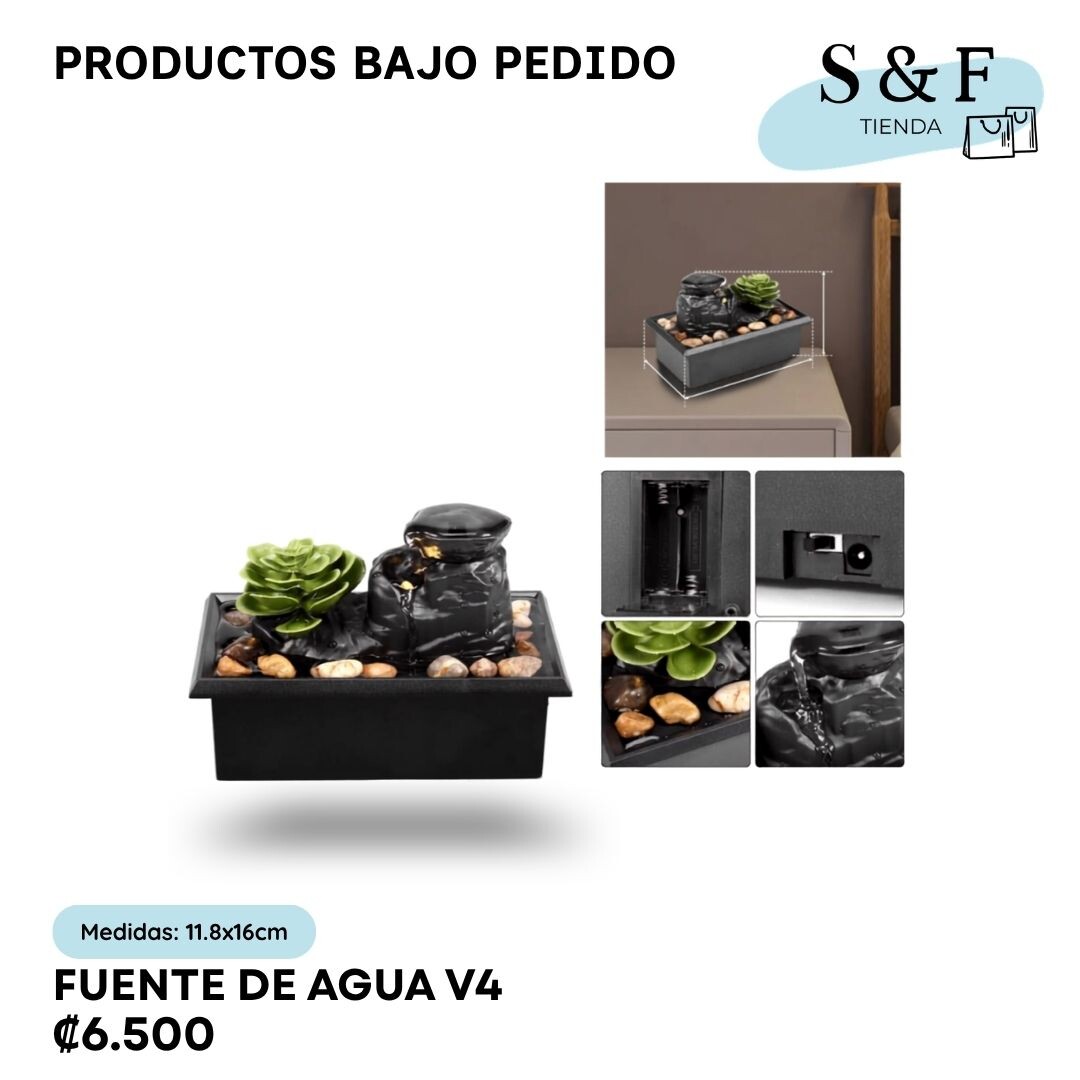 PRODUCTOS BAJO PEDIDO
S & F
TIENDA
Medidas: 11.8x16cm
FUENTE DE AGUA V4
₡6.500